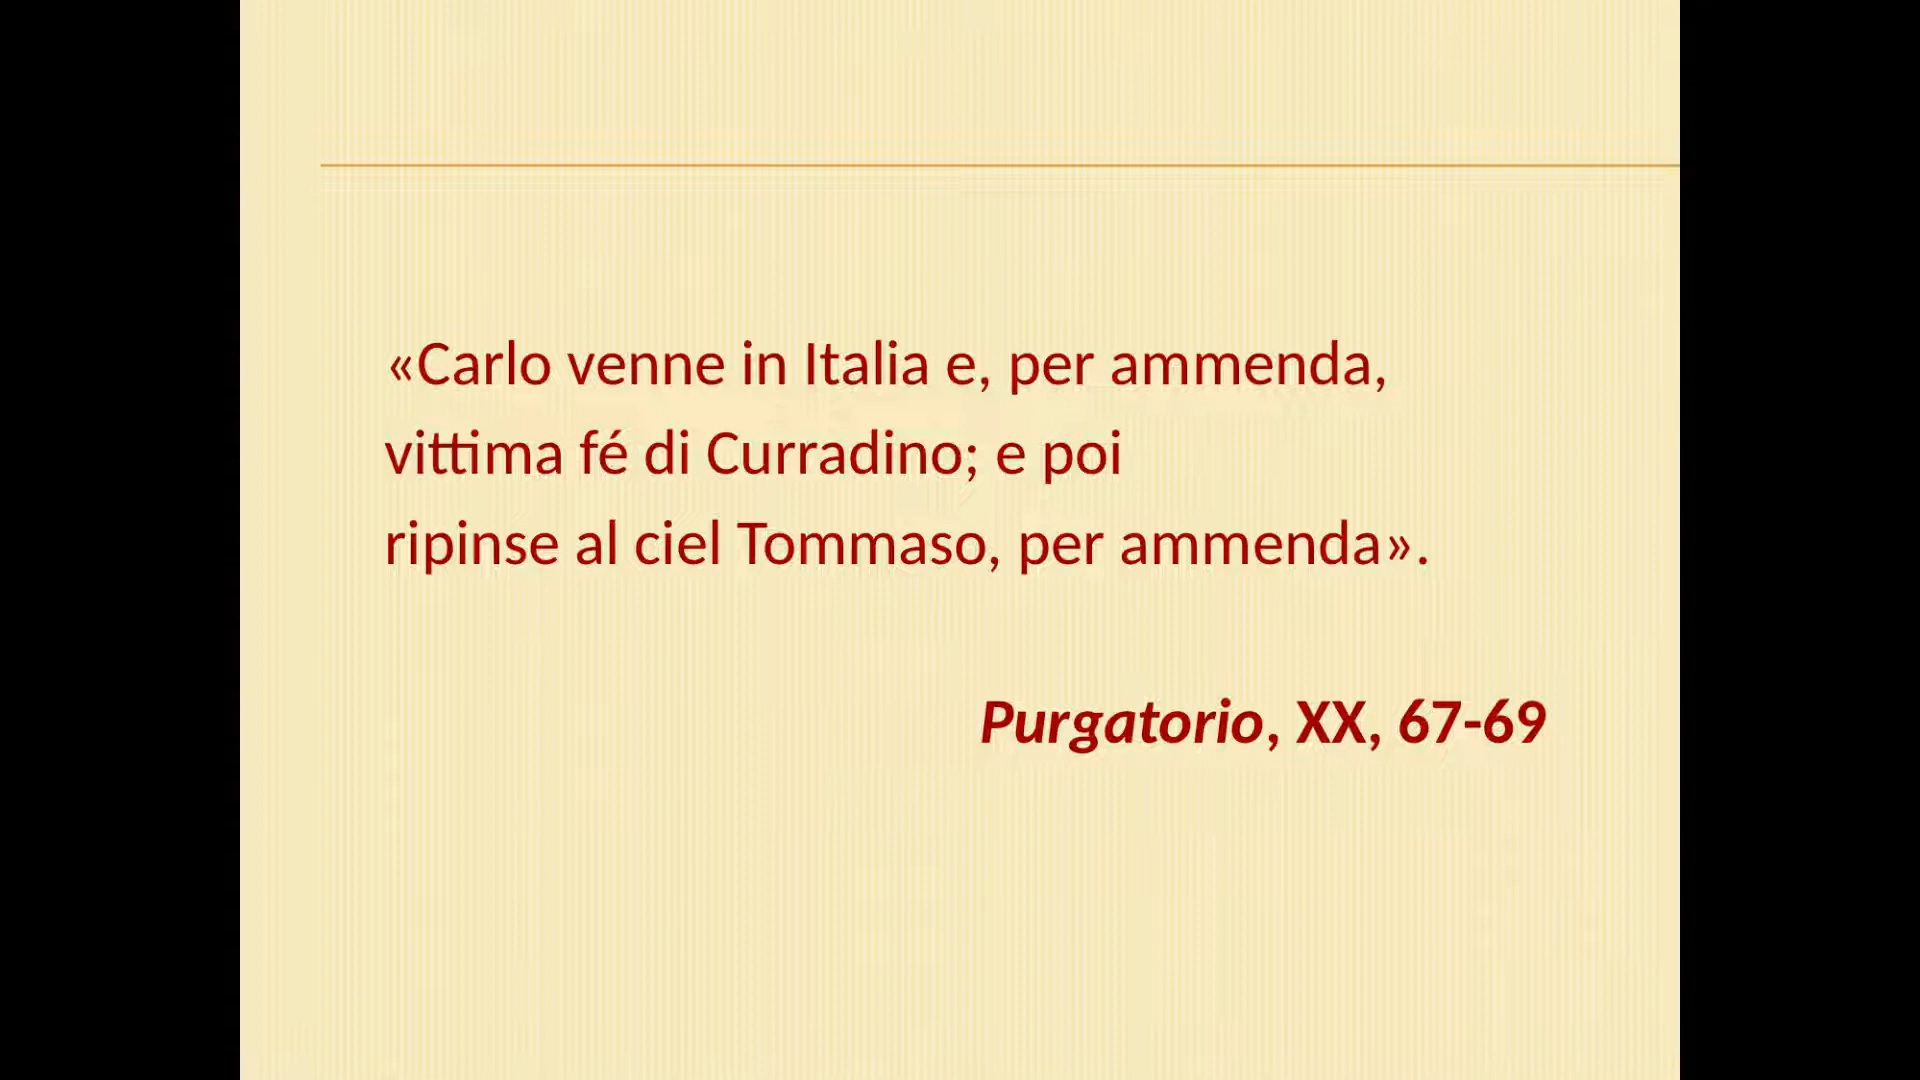 «Carlo venne in Italia e, per ammenda,
vittima fé di Curradino; e poi
ripinse al ciel Tommaso, per ammenda».
Purgatorio, XX, 67-69